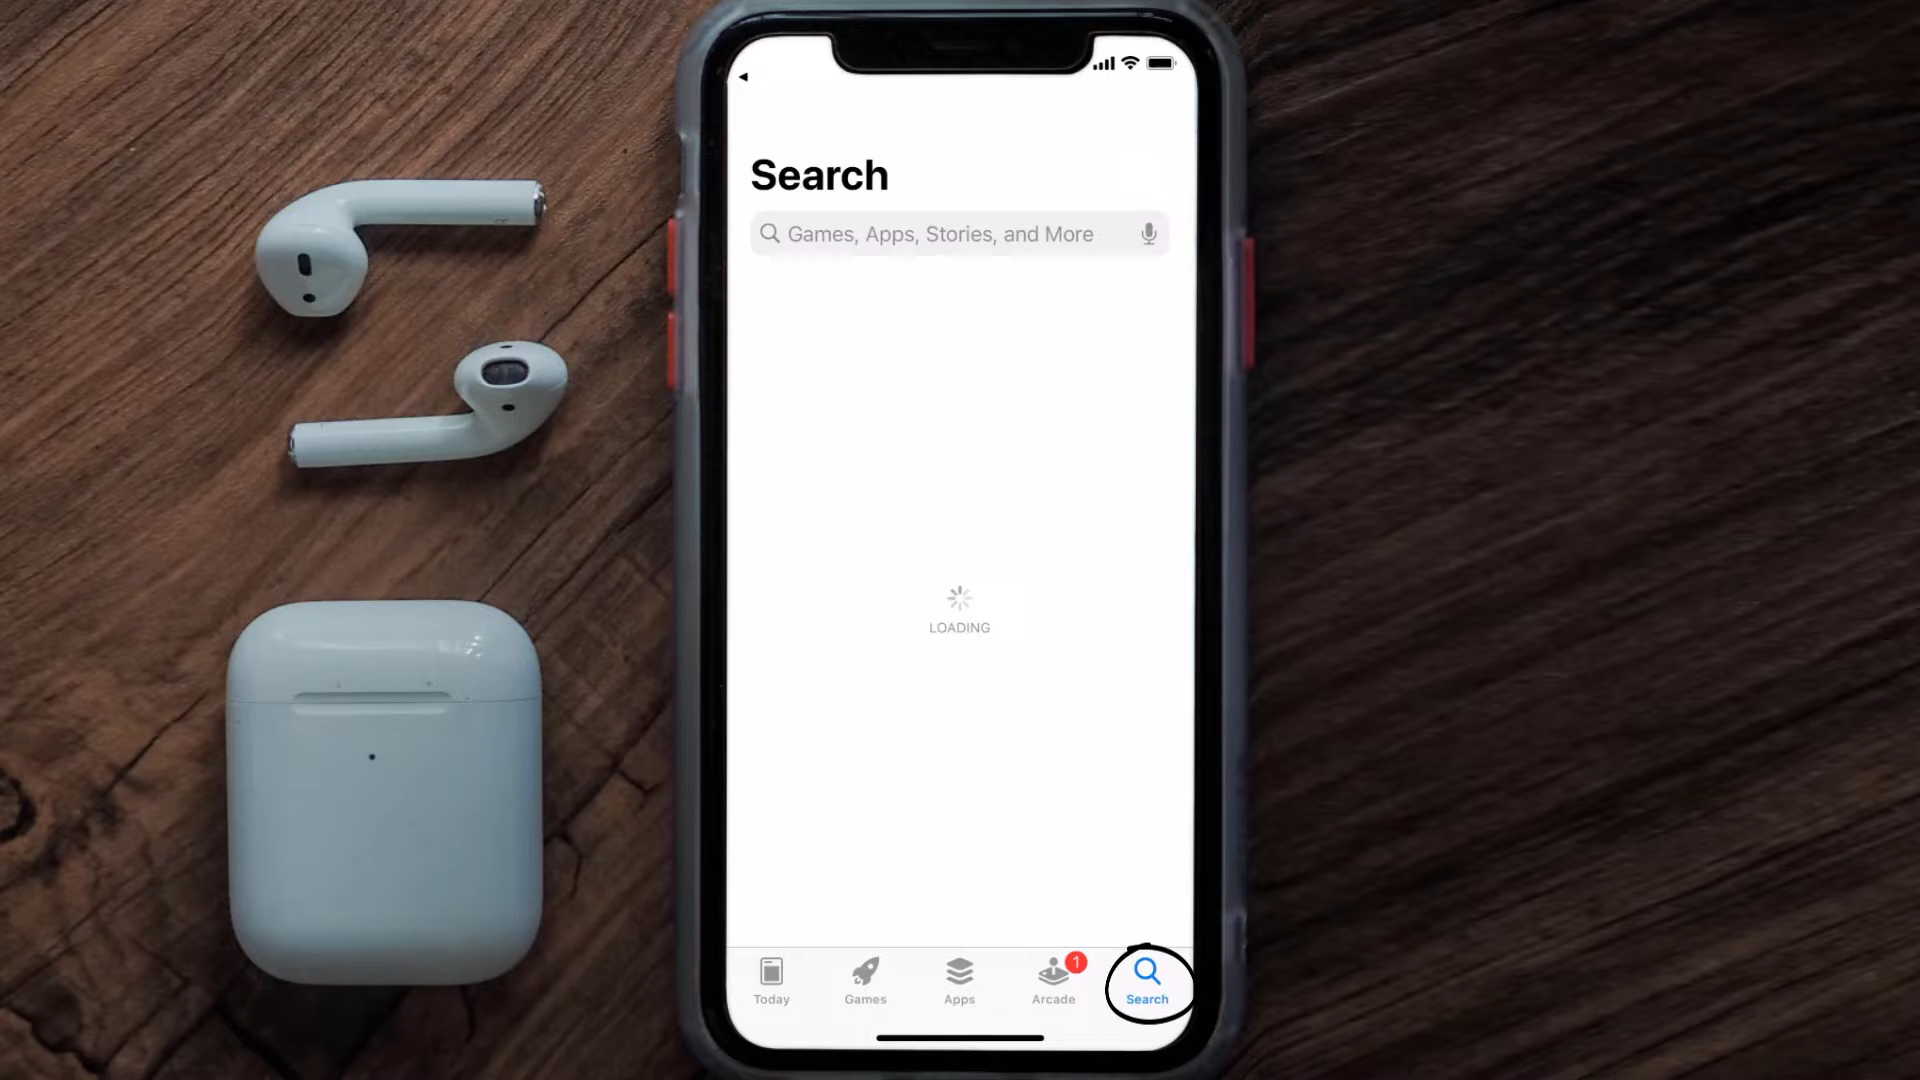 Search
Games, Apps, Stories, and More
LOADING
1
Today
Games
Apps
Arcade
Search